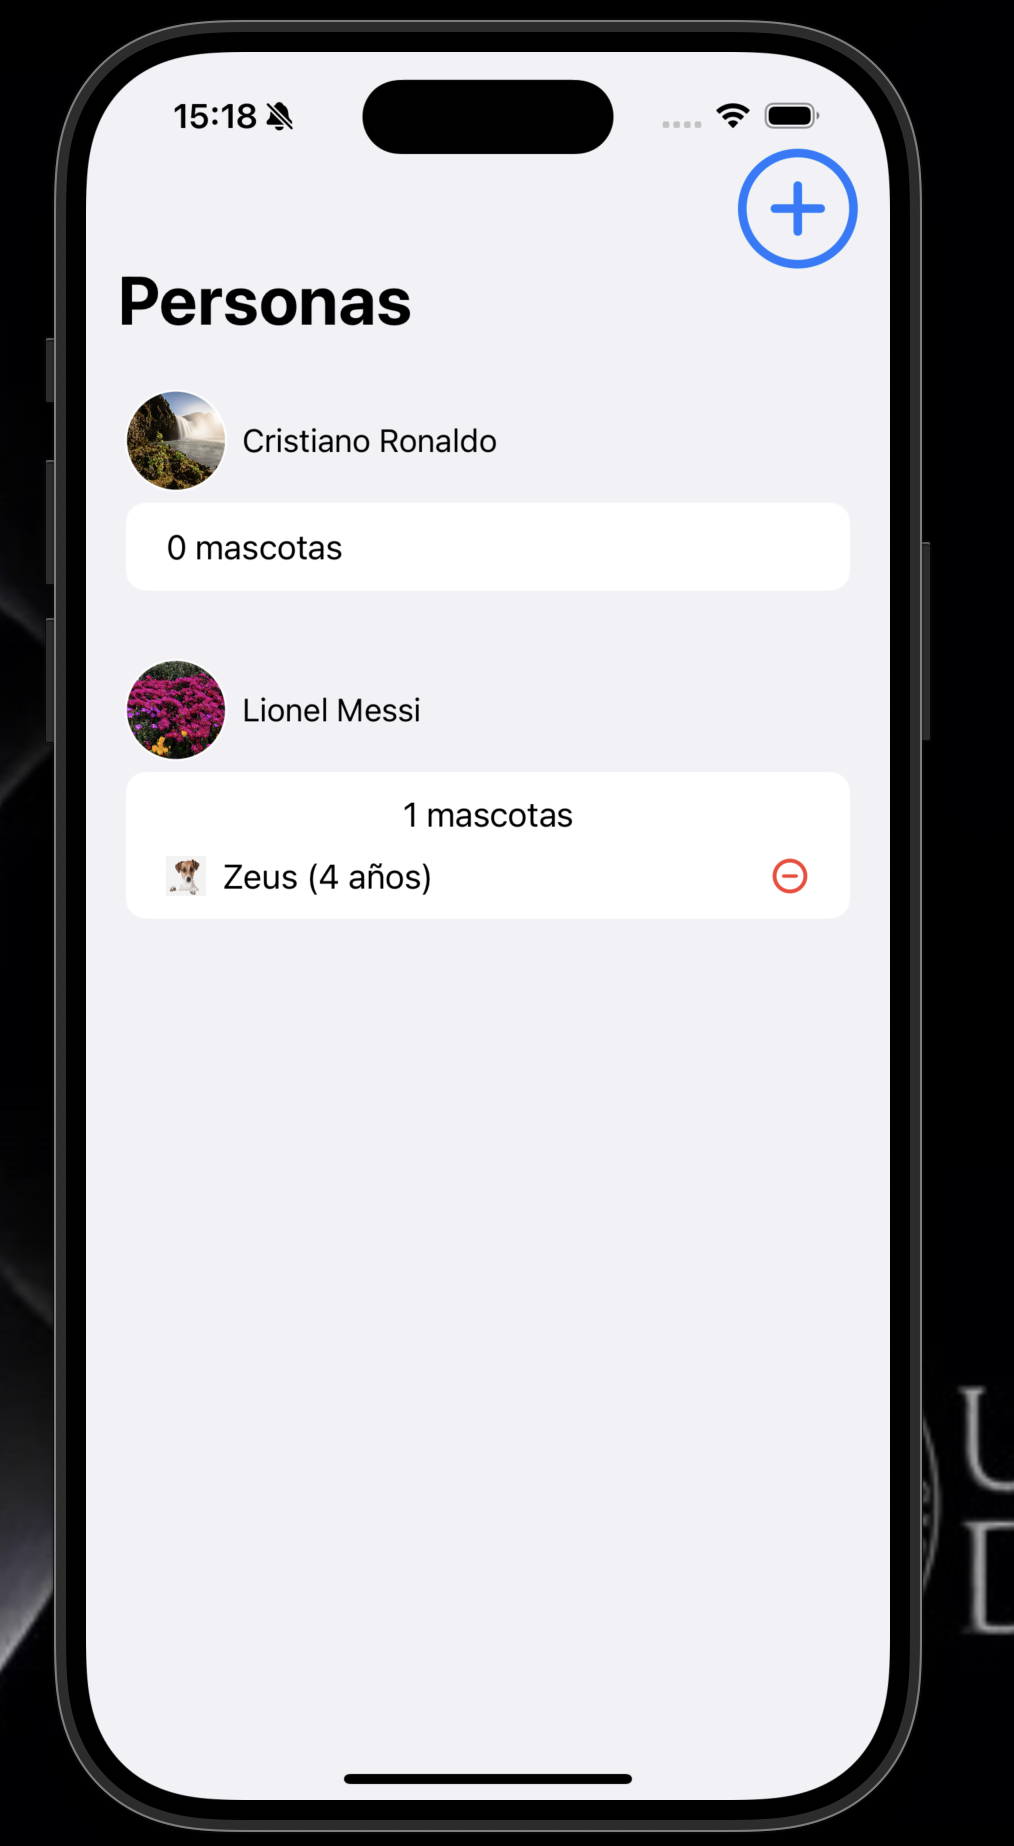 15:18
Personas
Cristiano Ronaldo
0 mascotas
Lionel Messi
1 mascotas
Zeus (4 años)
U
D